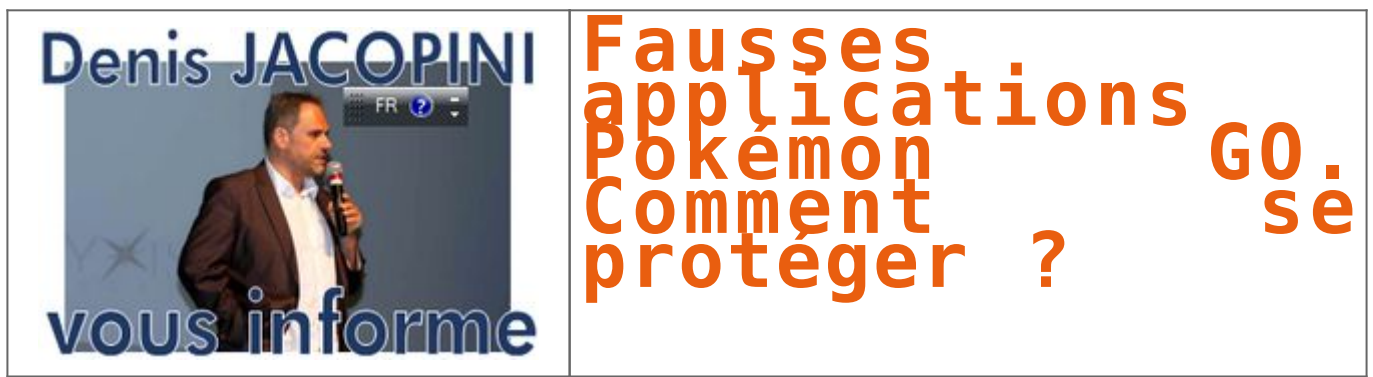 Denis JACOPINI
FR ?
vous informe
Fausses
applications
Pokémon GO.
Comment se
protéger ?